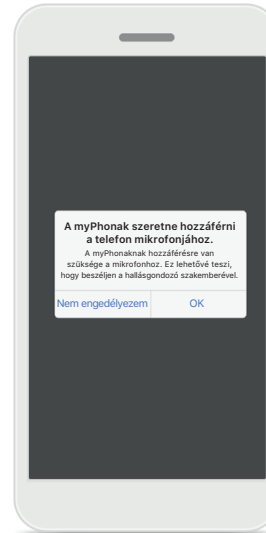 A myPhonak szeretne hozzáférni
a telefon mikrofonjához.
A myPhonaknak hozzáférésre van
szüksége a mikrofonhoz. Ez lehetővé teszi,
hogy beszéljen a hallásgondozó szakemberével.
Nem engedélyezem OK